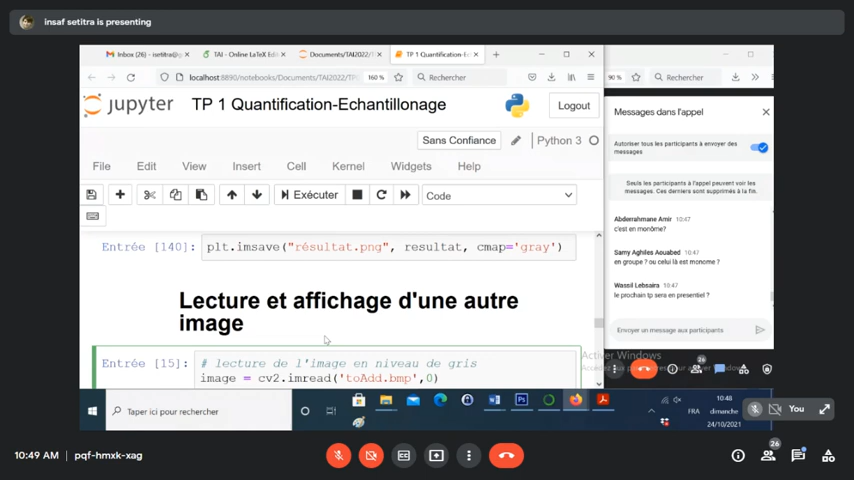 insaf setitra is presenting
Inbox (26) - isetitra@
TAI - Online LaTeX Edi
Documents/TAI2022/T
TP 1 Quantification-Ec
localhost:8890/notebooks/Documents/TAI2022/TP
160 %
Rechercher
90 %
Rechercher
jupyter
TP 1 Quantification-Echantillonage
Logout
Sans Confiance
Python 3
File Edit View Insert Cell Kernel Widgets Help
Exécuter
Code
Entrée [140]: plt.imsave("résultat.png", resultat, cmap='gray')
Lecture et affichage d'une autre
image
Entrée [15]: # lecture de l'image en niveau de gris
image = cv2.imread('toAdd.bmp',0)
Messages dans l'appel
Autoriser tous les participants à envoyer des
messages
Seuls les participants à l'appel peuvent voir les
messages. Ces derniers sont supprimés à la fin.
Abderrahmane Amir 10:47
c'est en monôme?
Samy Aghiles Aouabed 10:47
en groupe ? ou celui là est monome ?
Wassil Lebsaira 10:47
le prochain tp sera en presentiel ?
Envoyer un message aux participants
Activer Windows
26
Taper ici pour rechercher
FRA
10:48
dimanche
24/10/2021
You
10:49 AM
pqf-hmxk-xag
26